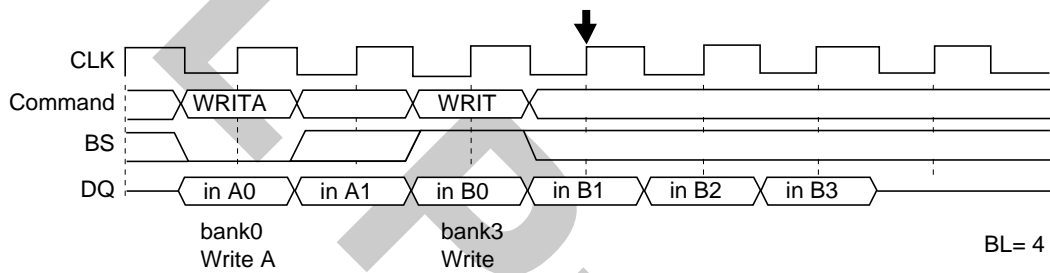 CLK
Command WRITA WRIT
BS
DQ in A0 in A1 in B0 in B1 in B2 in B3
bank0 bank3
Write A Write
BL= 4